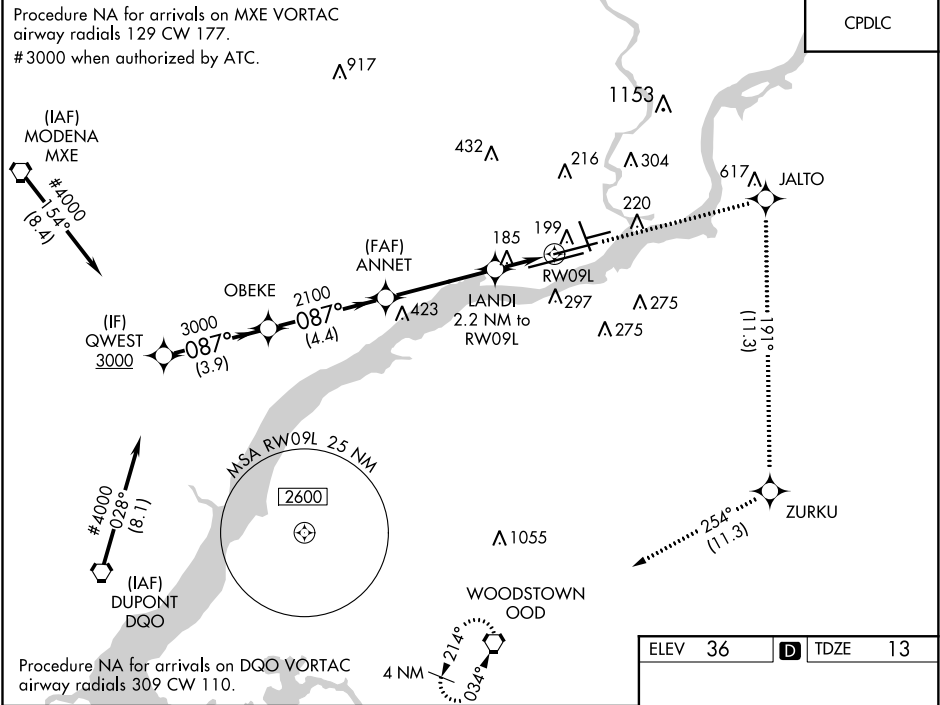 Procedure NA for arrivals on MXE VORTAC
airway radials 129 CW 177.
#3000 when authorized by ATC.
CPDLC
917
1153
(IAF)
MODENA
MXE
432
216
304
617
JALTO
#4000
154°
(8.4)
220
199
185
(FAF)
ANNET
RW09L
OBEKE
2100
087°
(4.4)
LANDI
2.2 NM to
RW09L
297
275
275
423
(IF)
QWEST
3000
3000
087°
(3.9)
191°
(11.3)
MSA RW09L 25 NM
2600
#4000
028°
(8.1)
ZURKU
254°
(11.3)
1055
(IAF)
DUPONT
DQO
WOODSTOWN
OOD
214°
034°
4 NM
Procedure NA for arrivals on DQO VORTAC
airway radials 309 CW 110.
ELEV 36 D TDZE 13